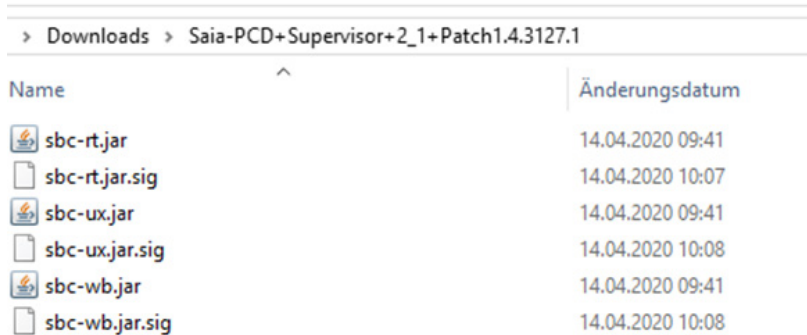 > Downloads > Saia-PCD+Supervisor+2_1+Patch1.4.3127.1
Name Änderungsdatum
sbc-rt.jar 14.04.2020 09:41
sbc-rt.jar.sig 14.04.2020 10:07
sbc-ux.jar 14.04.2020 09:41
sbc-ux.jar.sig 14.04.2020 10:08
sbc-wb.jar 14.04.2020 09:41
sbc-wb.jar.sig 14.04.2020 10:08